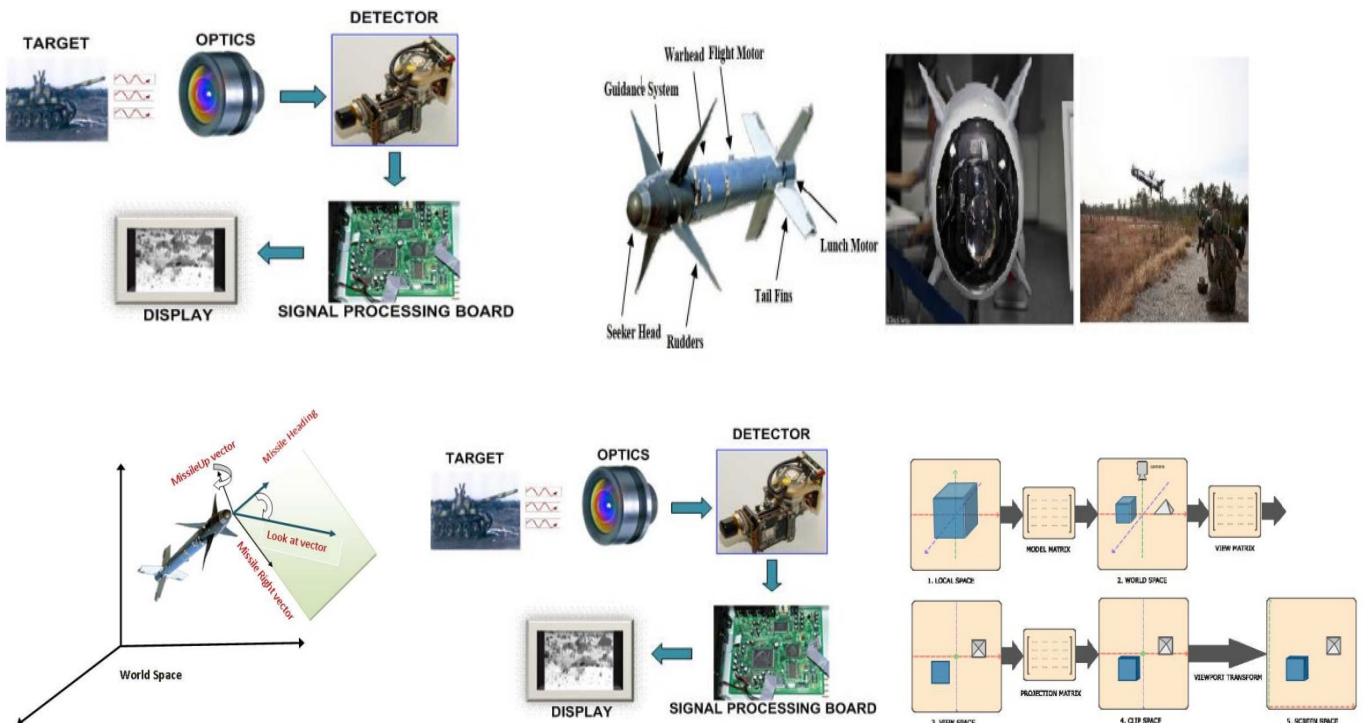 DETECTOR
TARGET
OPTICS
DISPLAY
SIGNAL PROCESSING BOARD
Warhead Flight Motor
Guidance System
Lunch Motor
Tail Fins
Seeker Head
Rudders
MissileUp vector
Missile Heading
Look at vector
Missile Right vector
World Space
DETECTOR
TARGET
OPTICS
DISPLAY
SIGNAL PROCESSING BOARD
1. LOCAL SPACE
MODEL MATRIX
2. WORLD SPACE
VIEW MATRIX
3. VIEW SPACE
PROJECTION MATRIX
4. CLIP SPACE
VIEWPORT TRANSFORM
5. SCREEN SPACE